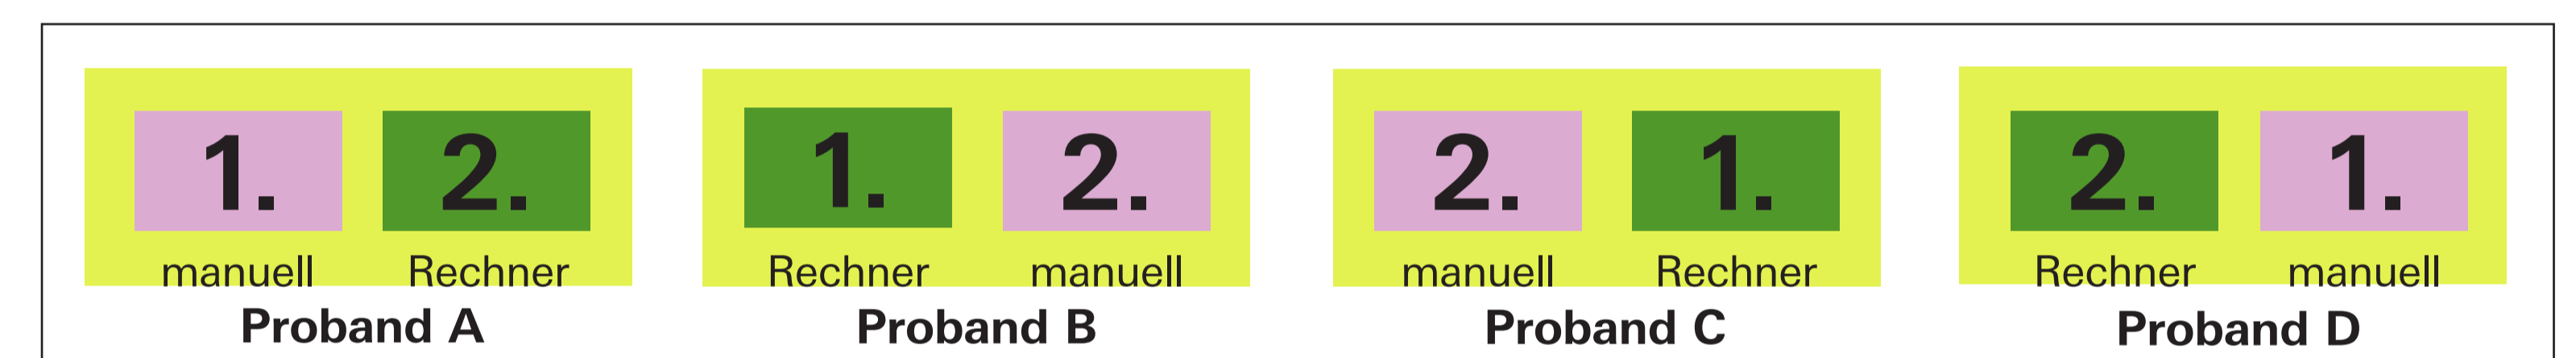 1. 2. 1. 2. 2. 1. 2. 1.
manuell Rechner Rechner manuell manuell Rechner Rechner manuell
Proband A Proband B Proband C Proband D